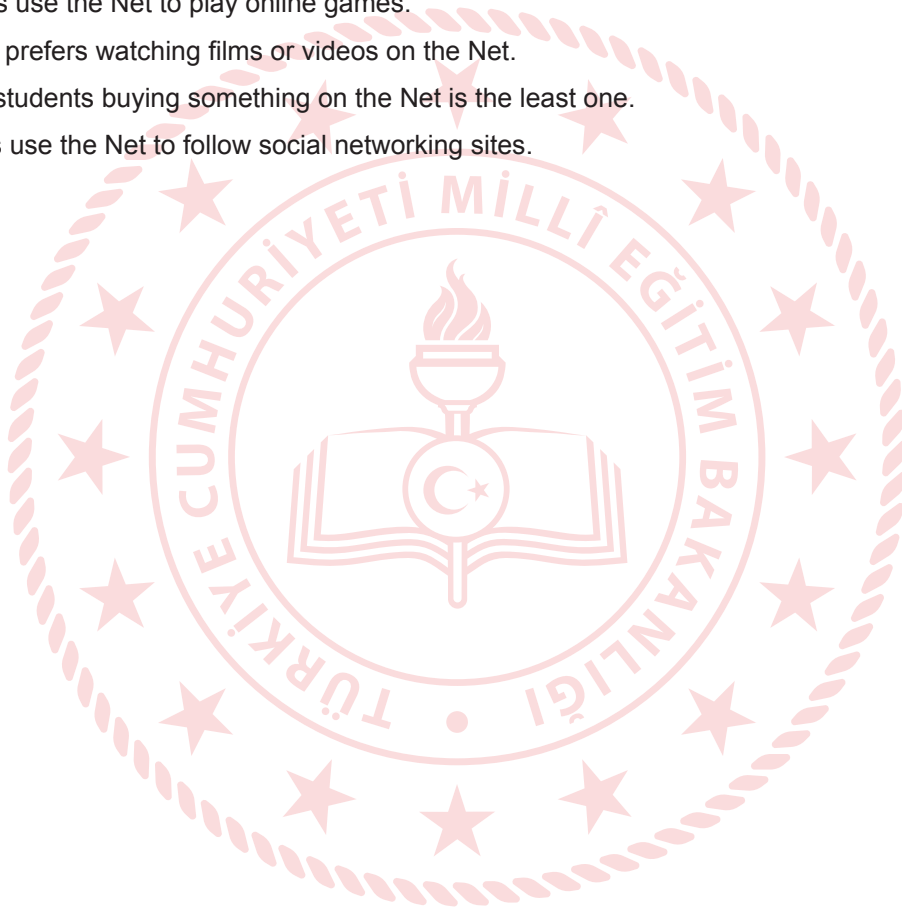 s use the Net to play online games.
prefers watching films or videos on the Net.
students buying something on the Net is the least one.
s use the Net to follow social networking sites.
TÜRKİYE CUMHURİYETİ MİLLÎ EĞİTİM BAKANLIĞI